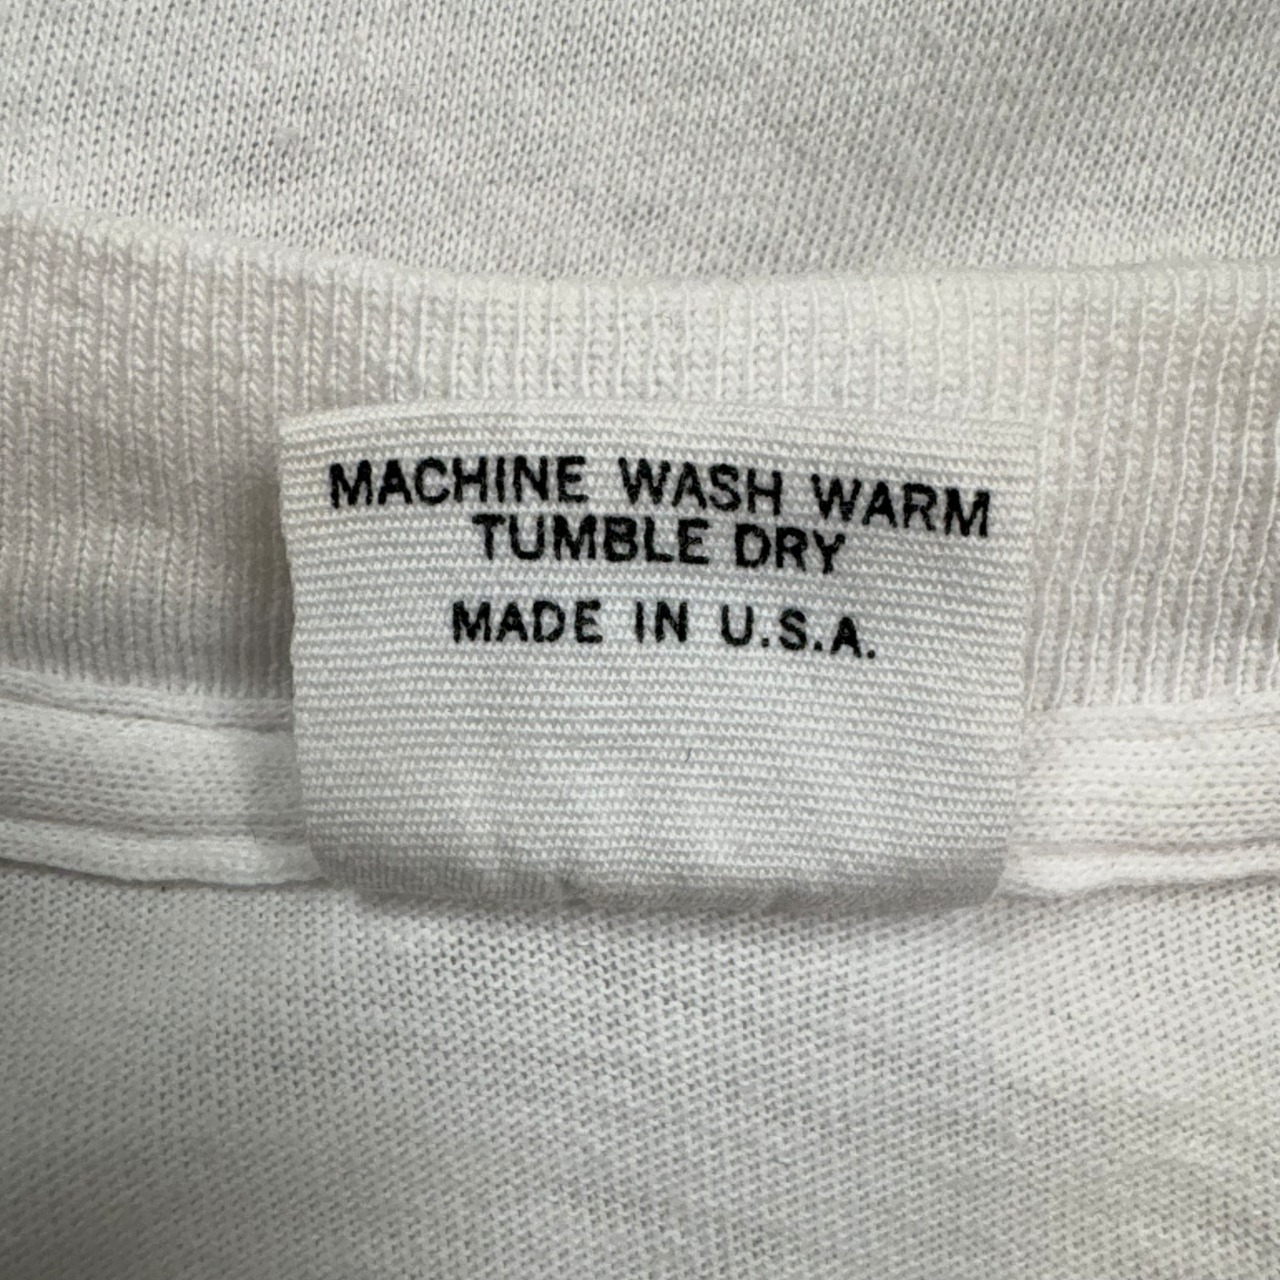 MACHINE WASH WARM
TUMBLE DRY
MADE IN U.S.A.